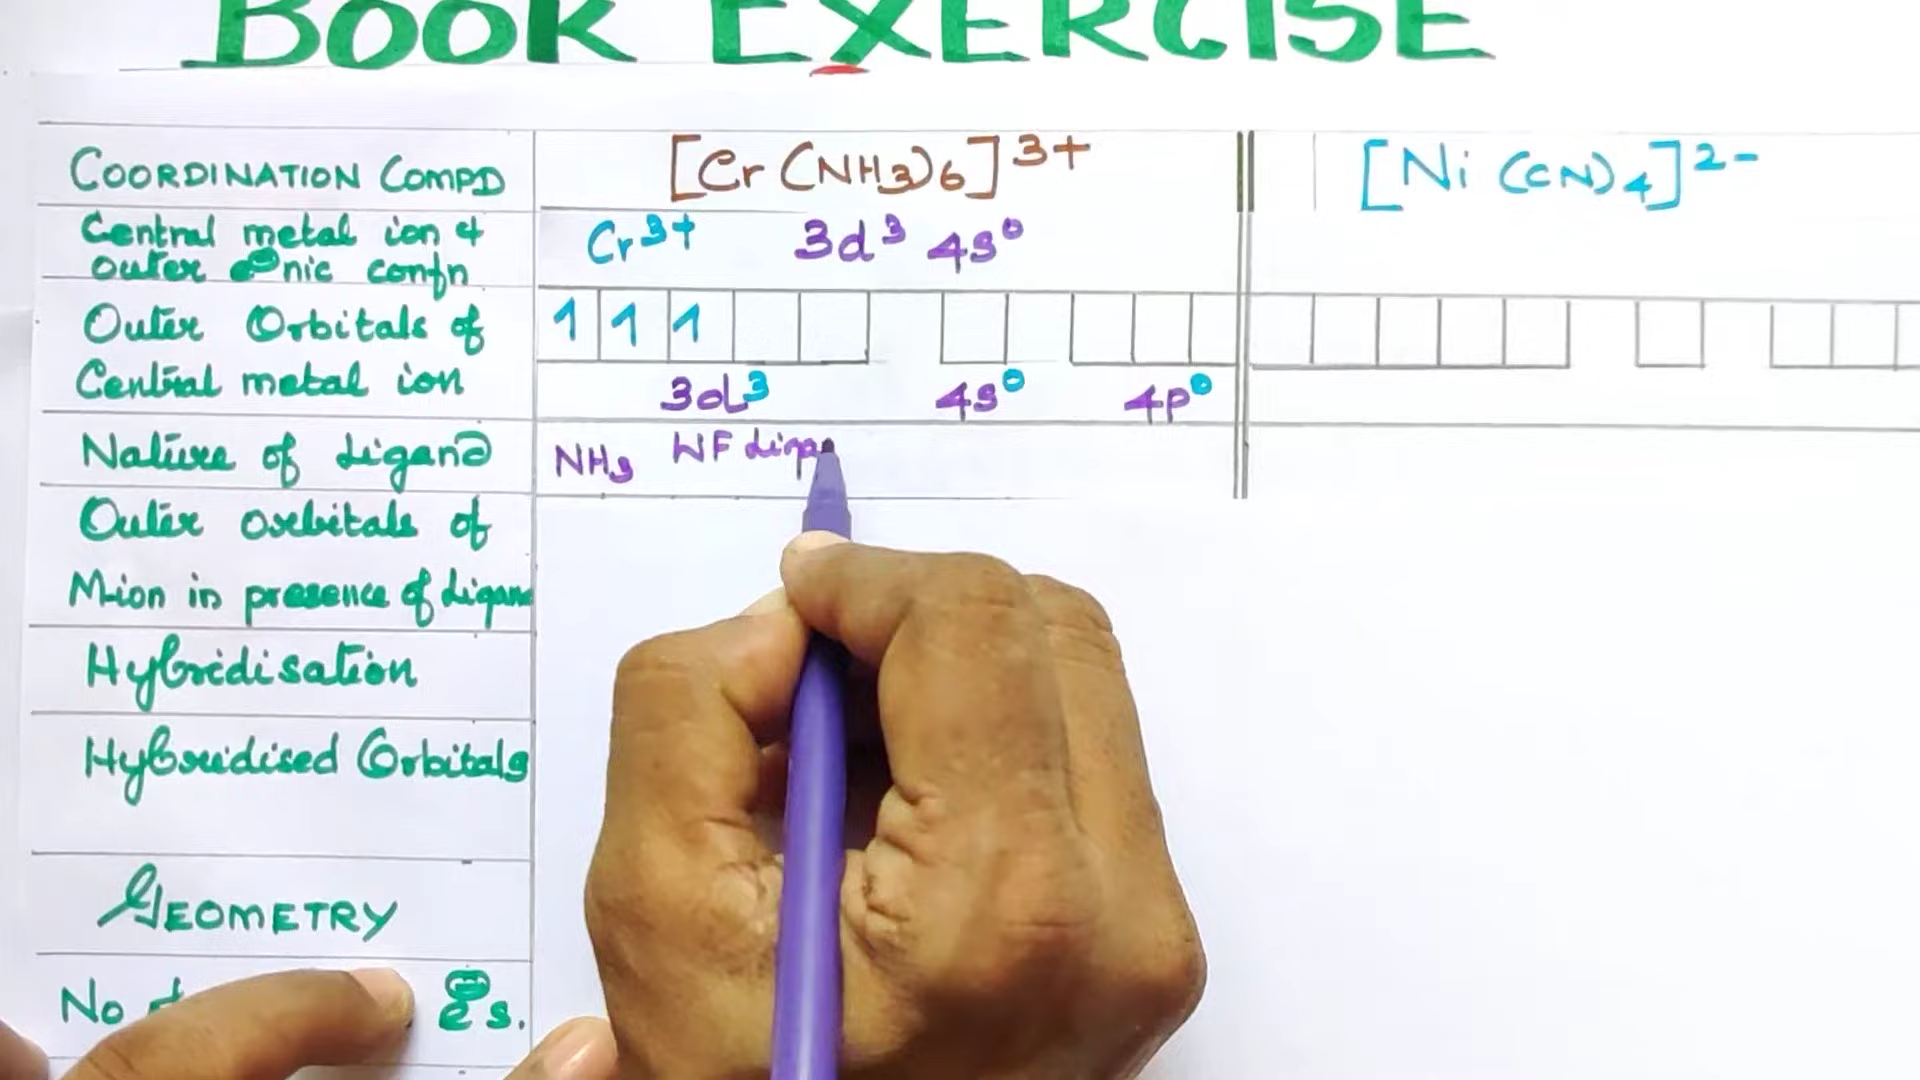 BOOK EXERCISE
COORDINATION COMPD
[Cr (NH3)6]3+
[Ni (CN)4]2-
Central metal ion &
outer e⊖nic confn
Cr3+ 3d3 4s0
Outer Orbitals of
Central metal ion
1 1 1
3d3 4s0 4p0
Nature of Ligand
NH3 WF Liga
Outer orbitals of
M-ion in presence of Ligand
Hybridisation
Hybridised Orbitals
GEOMETRY
No es.